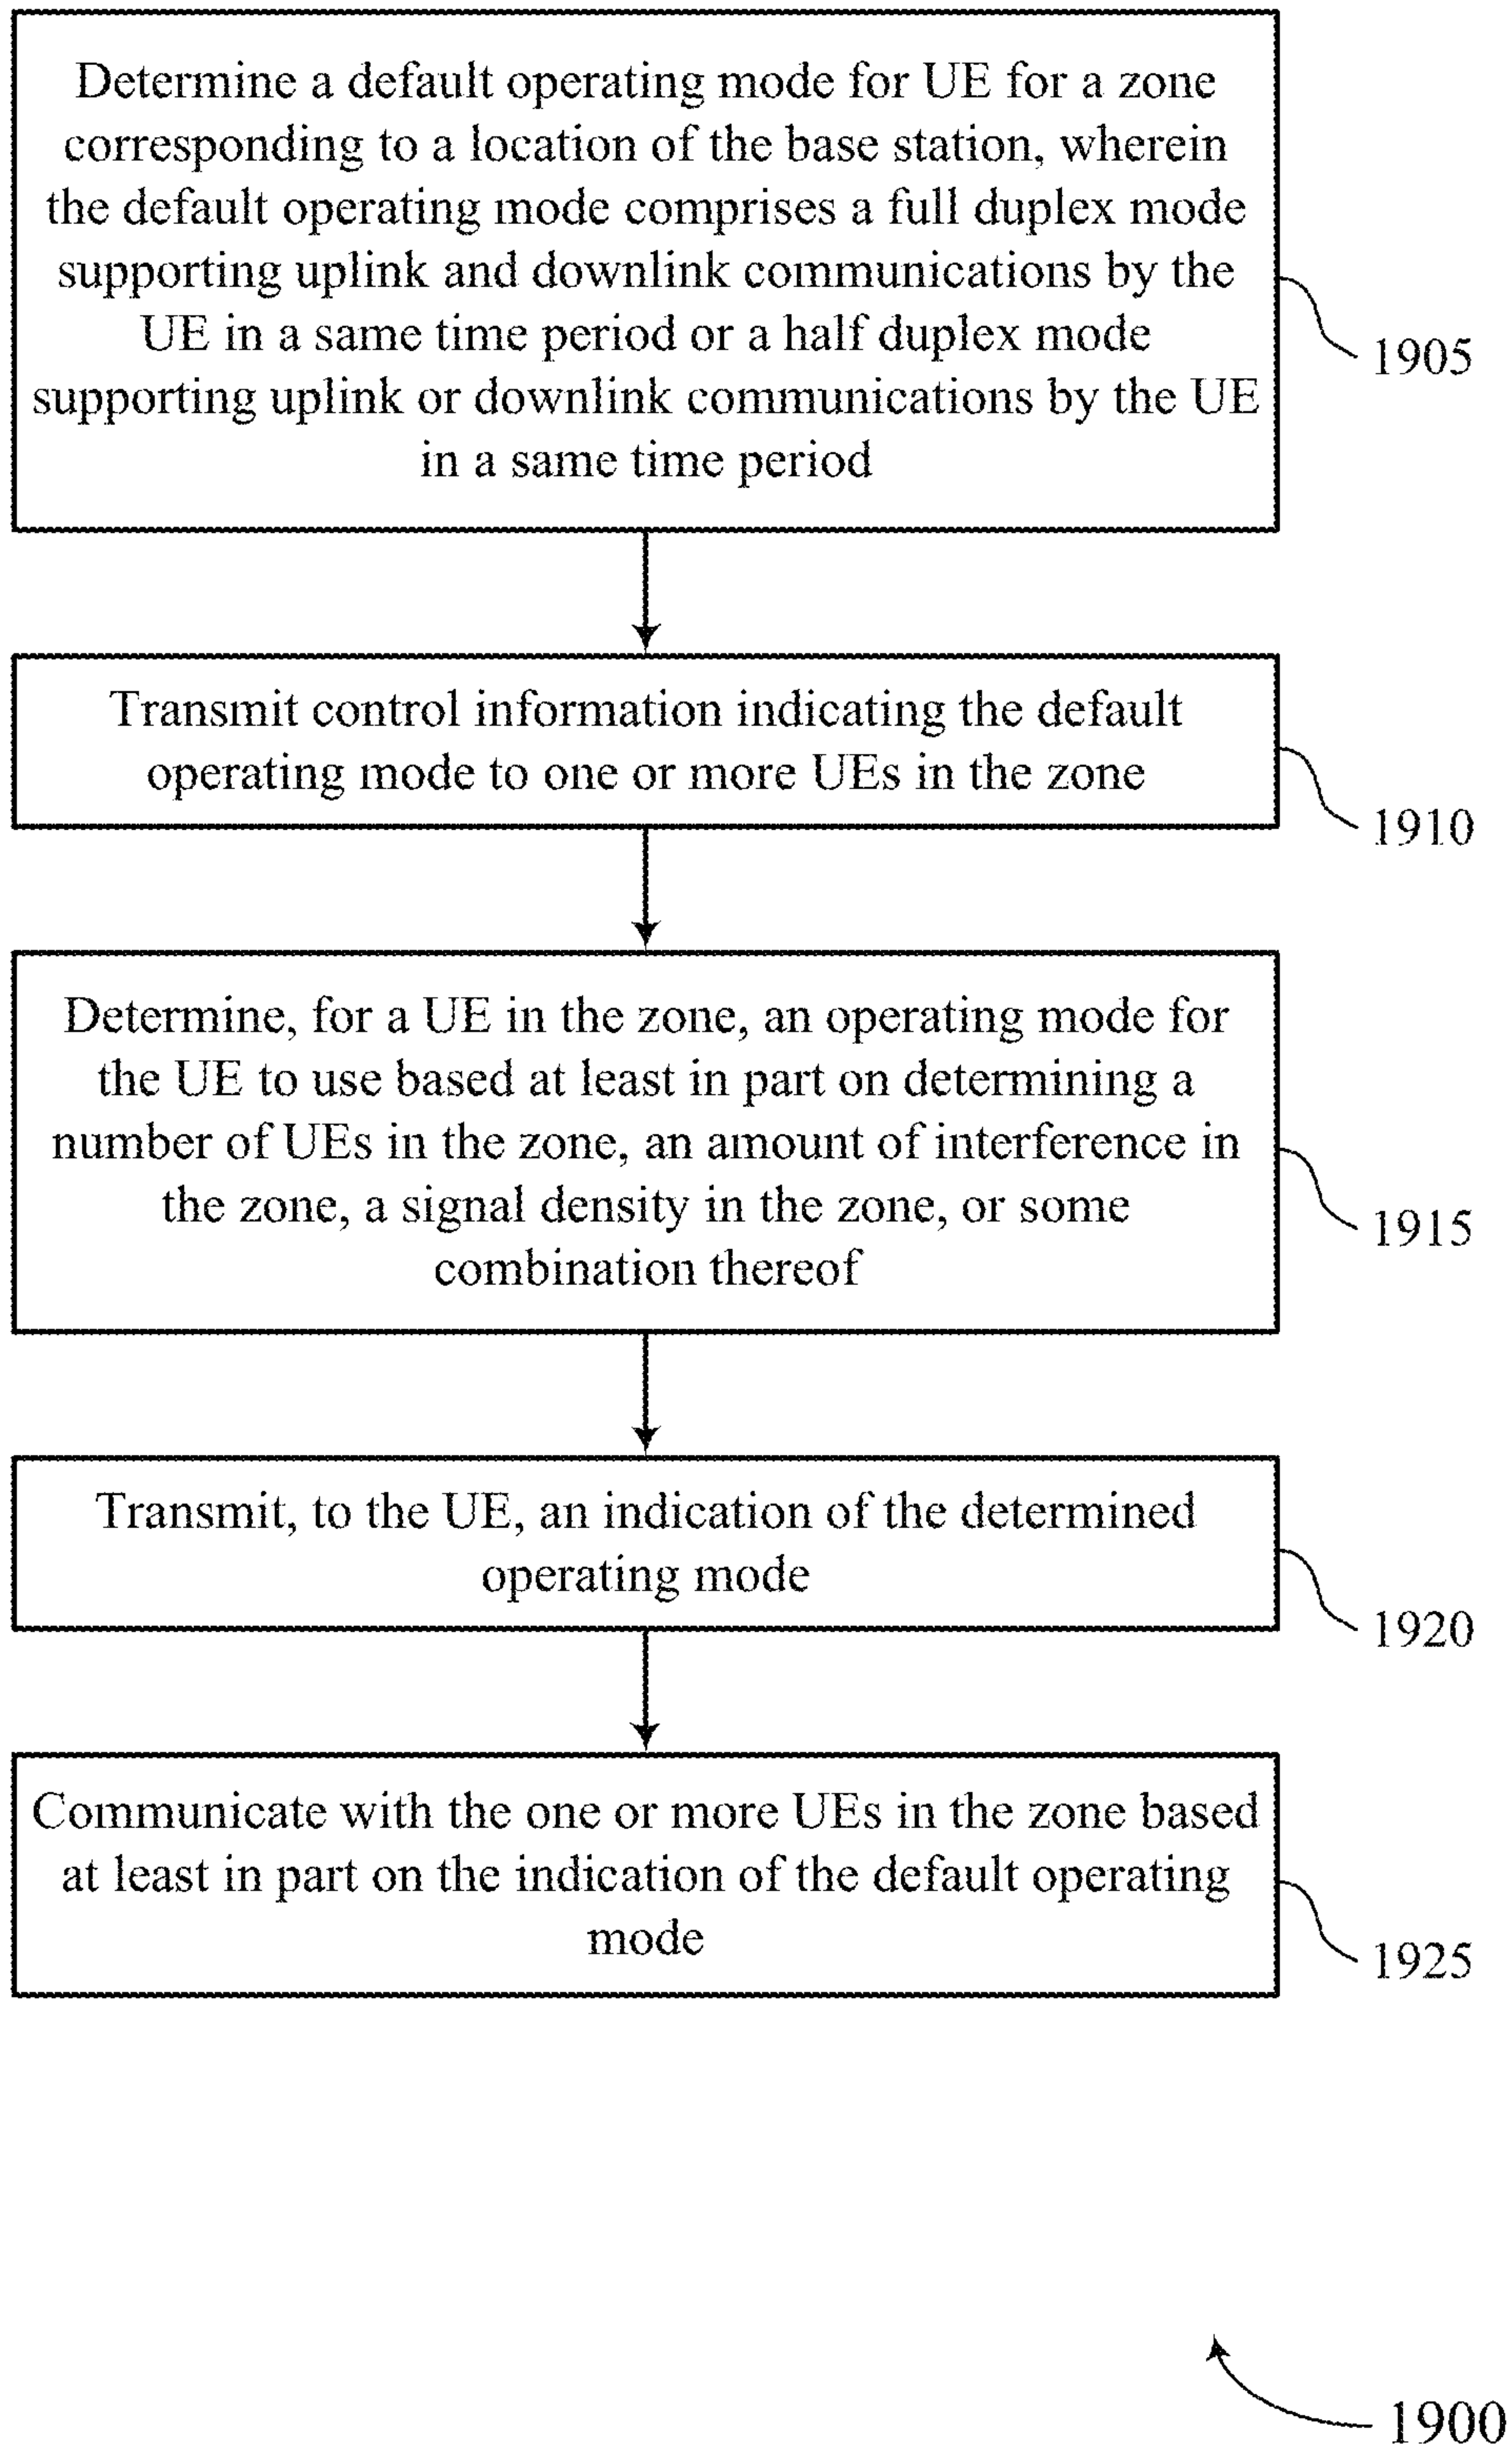 Determine a default operating mode for UE for a zone
corresponding to a location of the base station, wherein
the default operating mode comprises a full duplex mode
supporting uplink and downlink communications by the
UE in a same time period or a half duplex mode
supporting uplink or downlink communications by the UE
in a same time period
1905
Transmit control information indicating the default
operating mode to one or more UEs in the zone
1910
Determine, for a UE in the zone, an operating mode for
the UE to use based at least in part on determining a
number of UEs in the zone, an amount of interference in
the zone, a signal density in the zone, or some
combination thereof
1915
Transmit, to the UE, an indication of the determined
operating mode
1920
Communicate with the one or more UEs in the zone based
at least in part on the indication of the default operating
mode
1925
1900